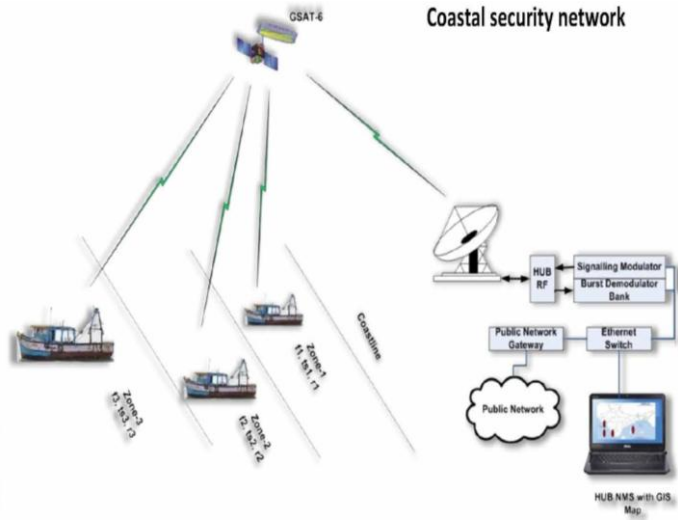 GSAT-6
Coastal security network
Signalling Modulator
HUB
RF
Burst Demodulator
Bank
Public Network
Gateway
Ethernet
Switch
Public Network
HUB NMS with GIS
Map
Coastline
Zone-1
f1, ts1, r1
Zone-2
f2, ts2, r2
Zone-3
f3, ts3, r3